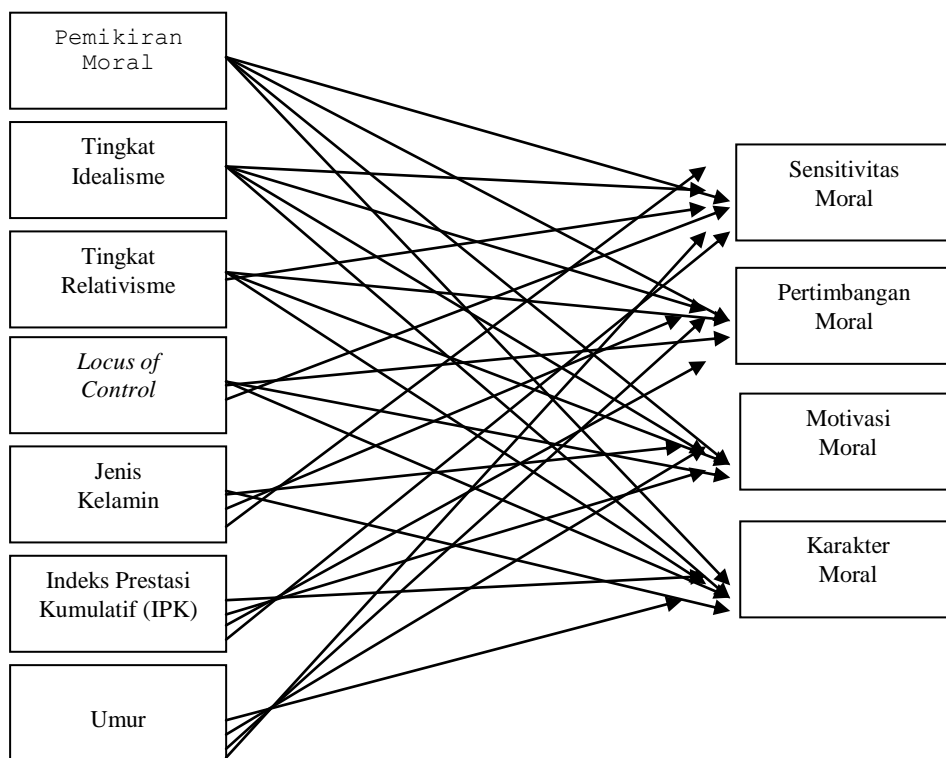 Pemikiran
Moral
Tingkat
Idealisme
Tingkat
Relativisme
Locus of
Control
Jenis
Kelamin
Indeks Prestasi
Kumulatif (IPK)
Umur
Sensitivitas
Moral
Pertimbangan
Moral
Motivasi
Moral
Karakter
Moral